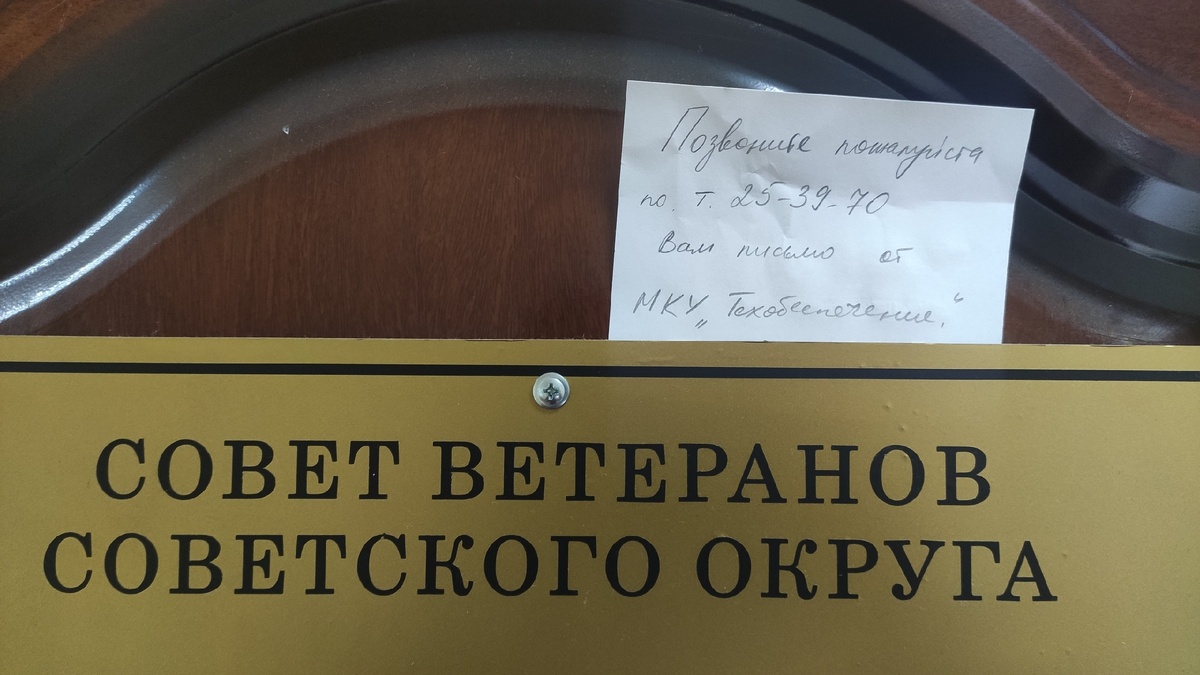 Позвоните пожалуйста
по т. 25-39-70
Вам письмо от
МКУ „Техобеспечение."
СОВЕТ ВЕТЕРАНОВ
СОВЕТСКОГО ОКРУГА